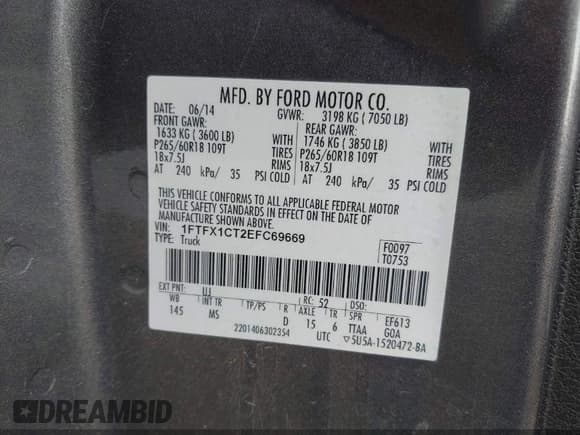 MFD. BY FORD MOTOR CO.
DATE: 06/14 GVWR: 3198 KG ( 7050 LB)
FRONT GAWR: REAR GAWR:
1633 KG ( 3600 LB) WITH 1746 KG ( 3850 LB) WITH
P265/60R18 109T TIRES P265/60R18 109T TIRES
18x7.5J RIMS 18x7.5J RIMS
AT 240 kPa/ 35 PSI COLD AT 240 kPa/ 35 PSI COLD
THIS VEHICLE CONFORMS TO ALL APPLICABLE FEDERAL MOTOR
VEHICLE SAFETY STANDARDS IN EFFECT ON THE DATE OF
MANUFACTURE SHOWN ABOVE.
VIN: 1FTFX1CT2EFC69669 F0097
TYPE: Truck T0753
EXT PNT: UJ RC: 52 DSO:
WB INT TR TP/PS R AXLE TR SPR EF613
145 MS D 15 6 TTAA GOA
2201406302354 UTC ▽5U5A-1520472-BA
DREAMBID